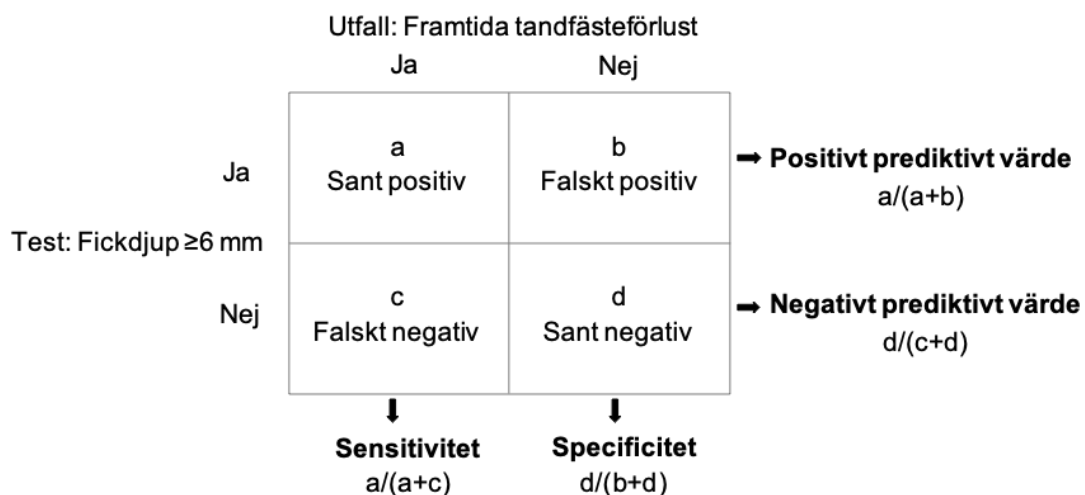 Utfall: Framtida tandfästeförlust
Ja Nej
Ja
a
Sant positiv
b
Falskt positiv
Positivt prediktivt värde
a/(a+b)
Test: Fickdjup ≥6 mm
Nej
c
Falskt negativ
d
Sant negativ
Negativt prediktivt värde
d/(c+d)
Sensitivitet
a/(a+c)
Specificitet
d/(b+d)